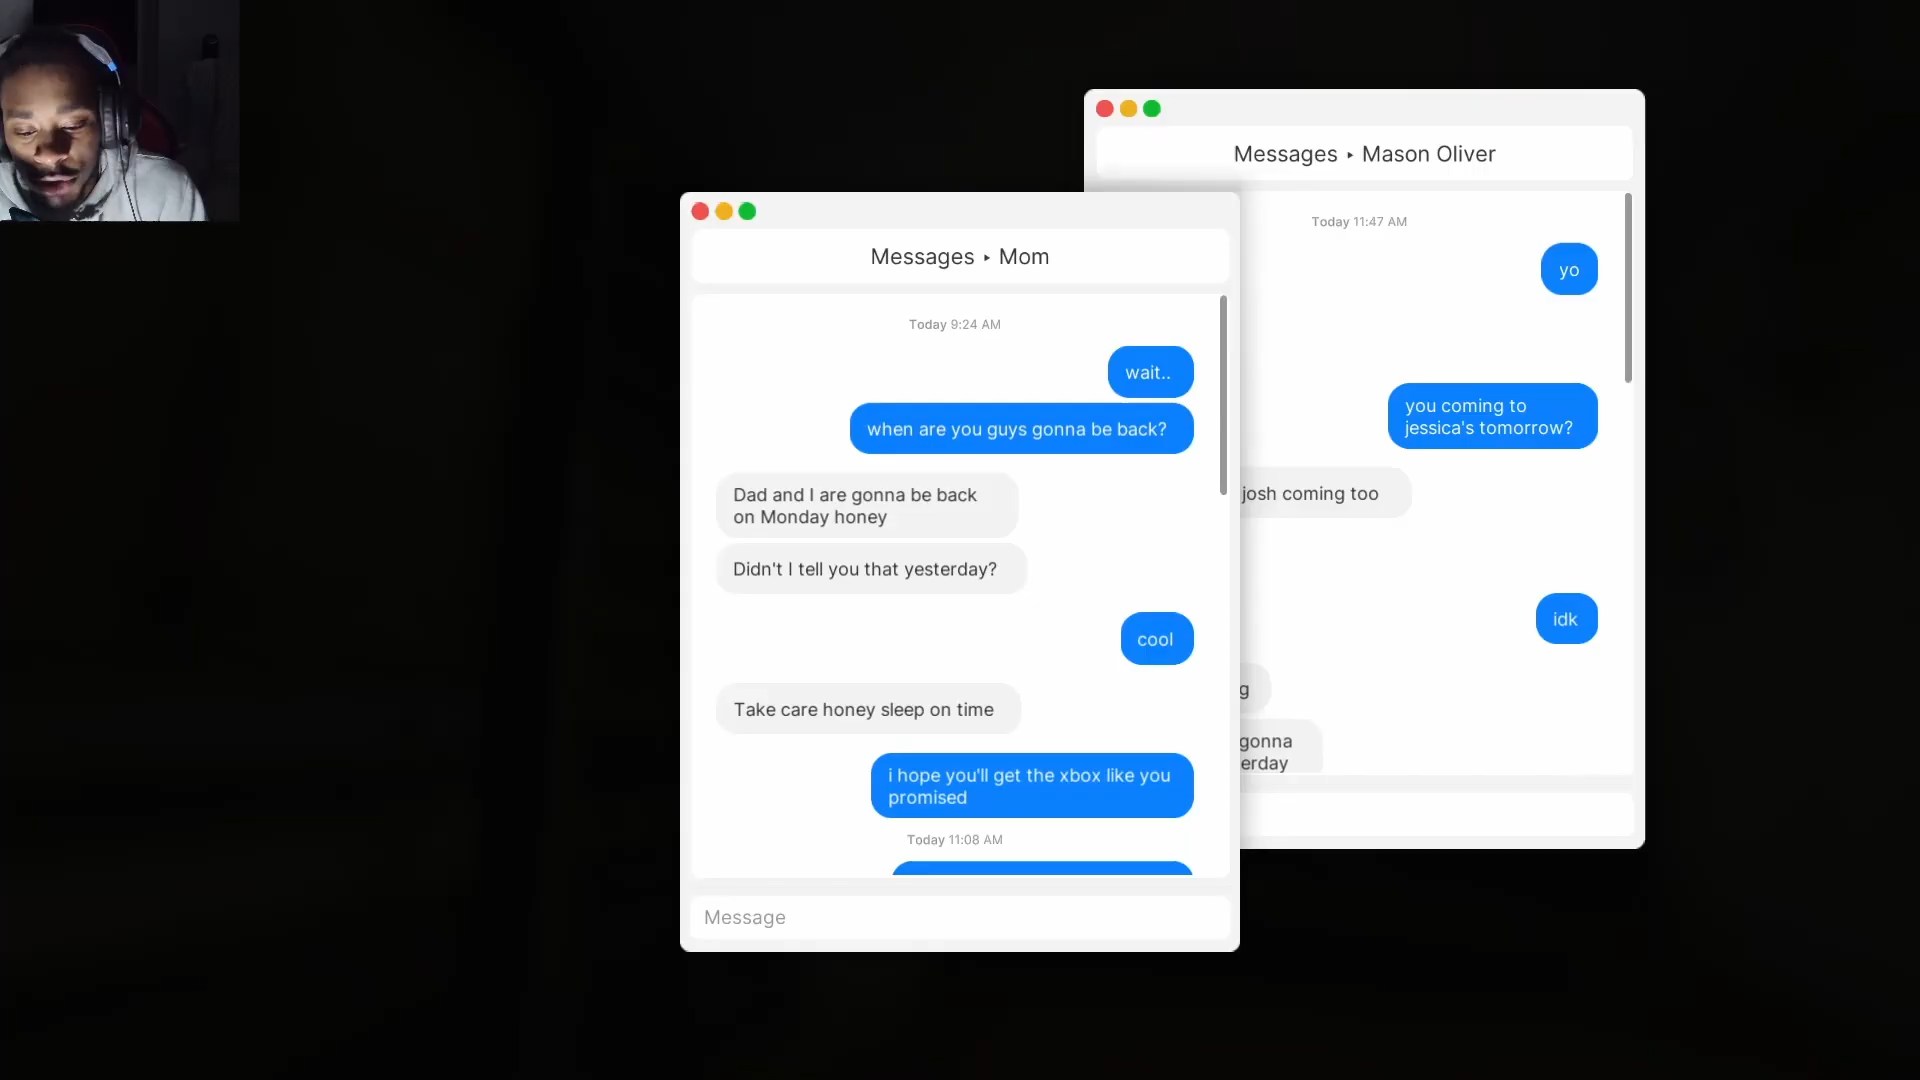 Messages ▸ Mason Oliver
Today 11:47 AM
yo
you coming to
jessica's tomorrow?
josh coming too
idk
g
gonna
erday
Messages ▸ Mom
Today 9:24 AM
wait..
when are you guys gonna be back?
Dad and I are gonna be back
on Monday honey
Didn't I tell you that yesterday?
cool
Take care honey sleep on time
i hope you'll get the xbox like you
promised
Today 11:08 AM
Message